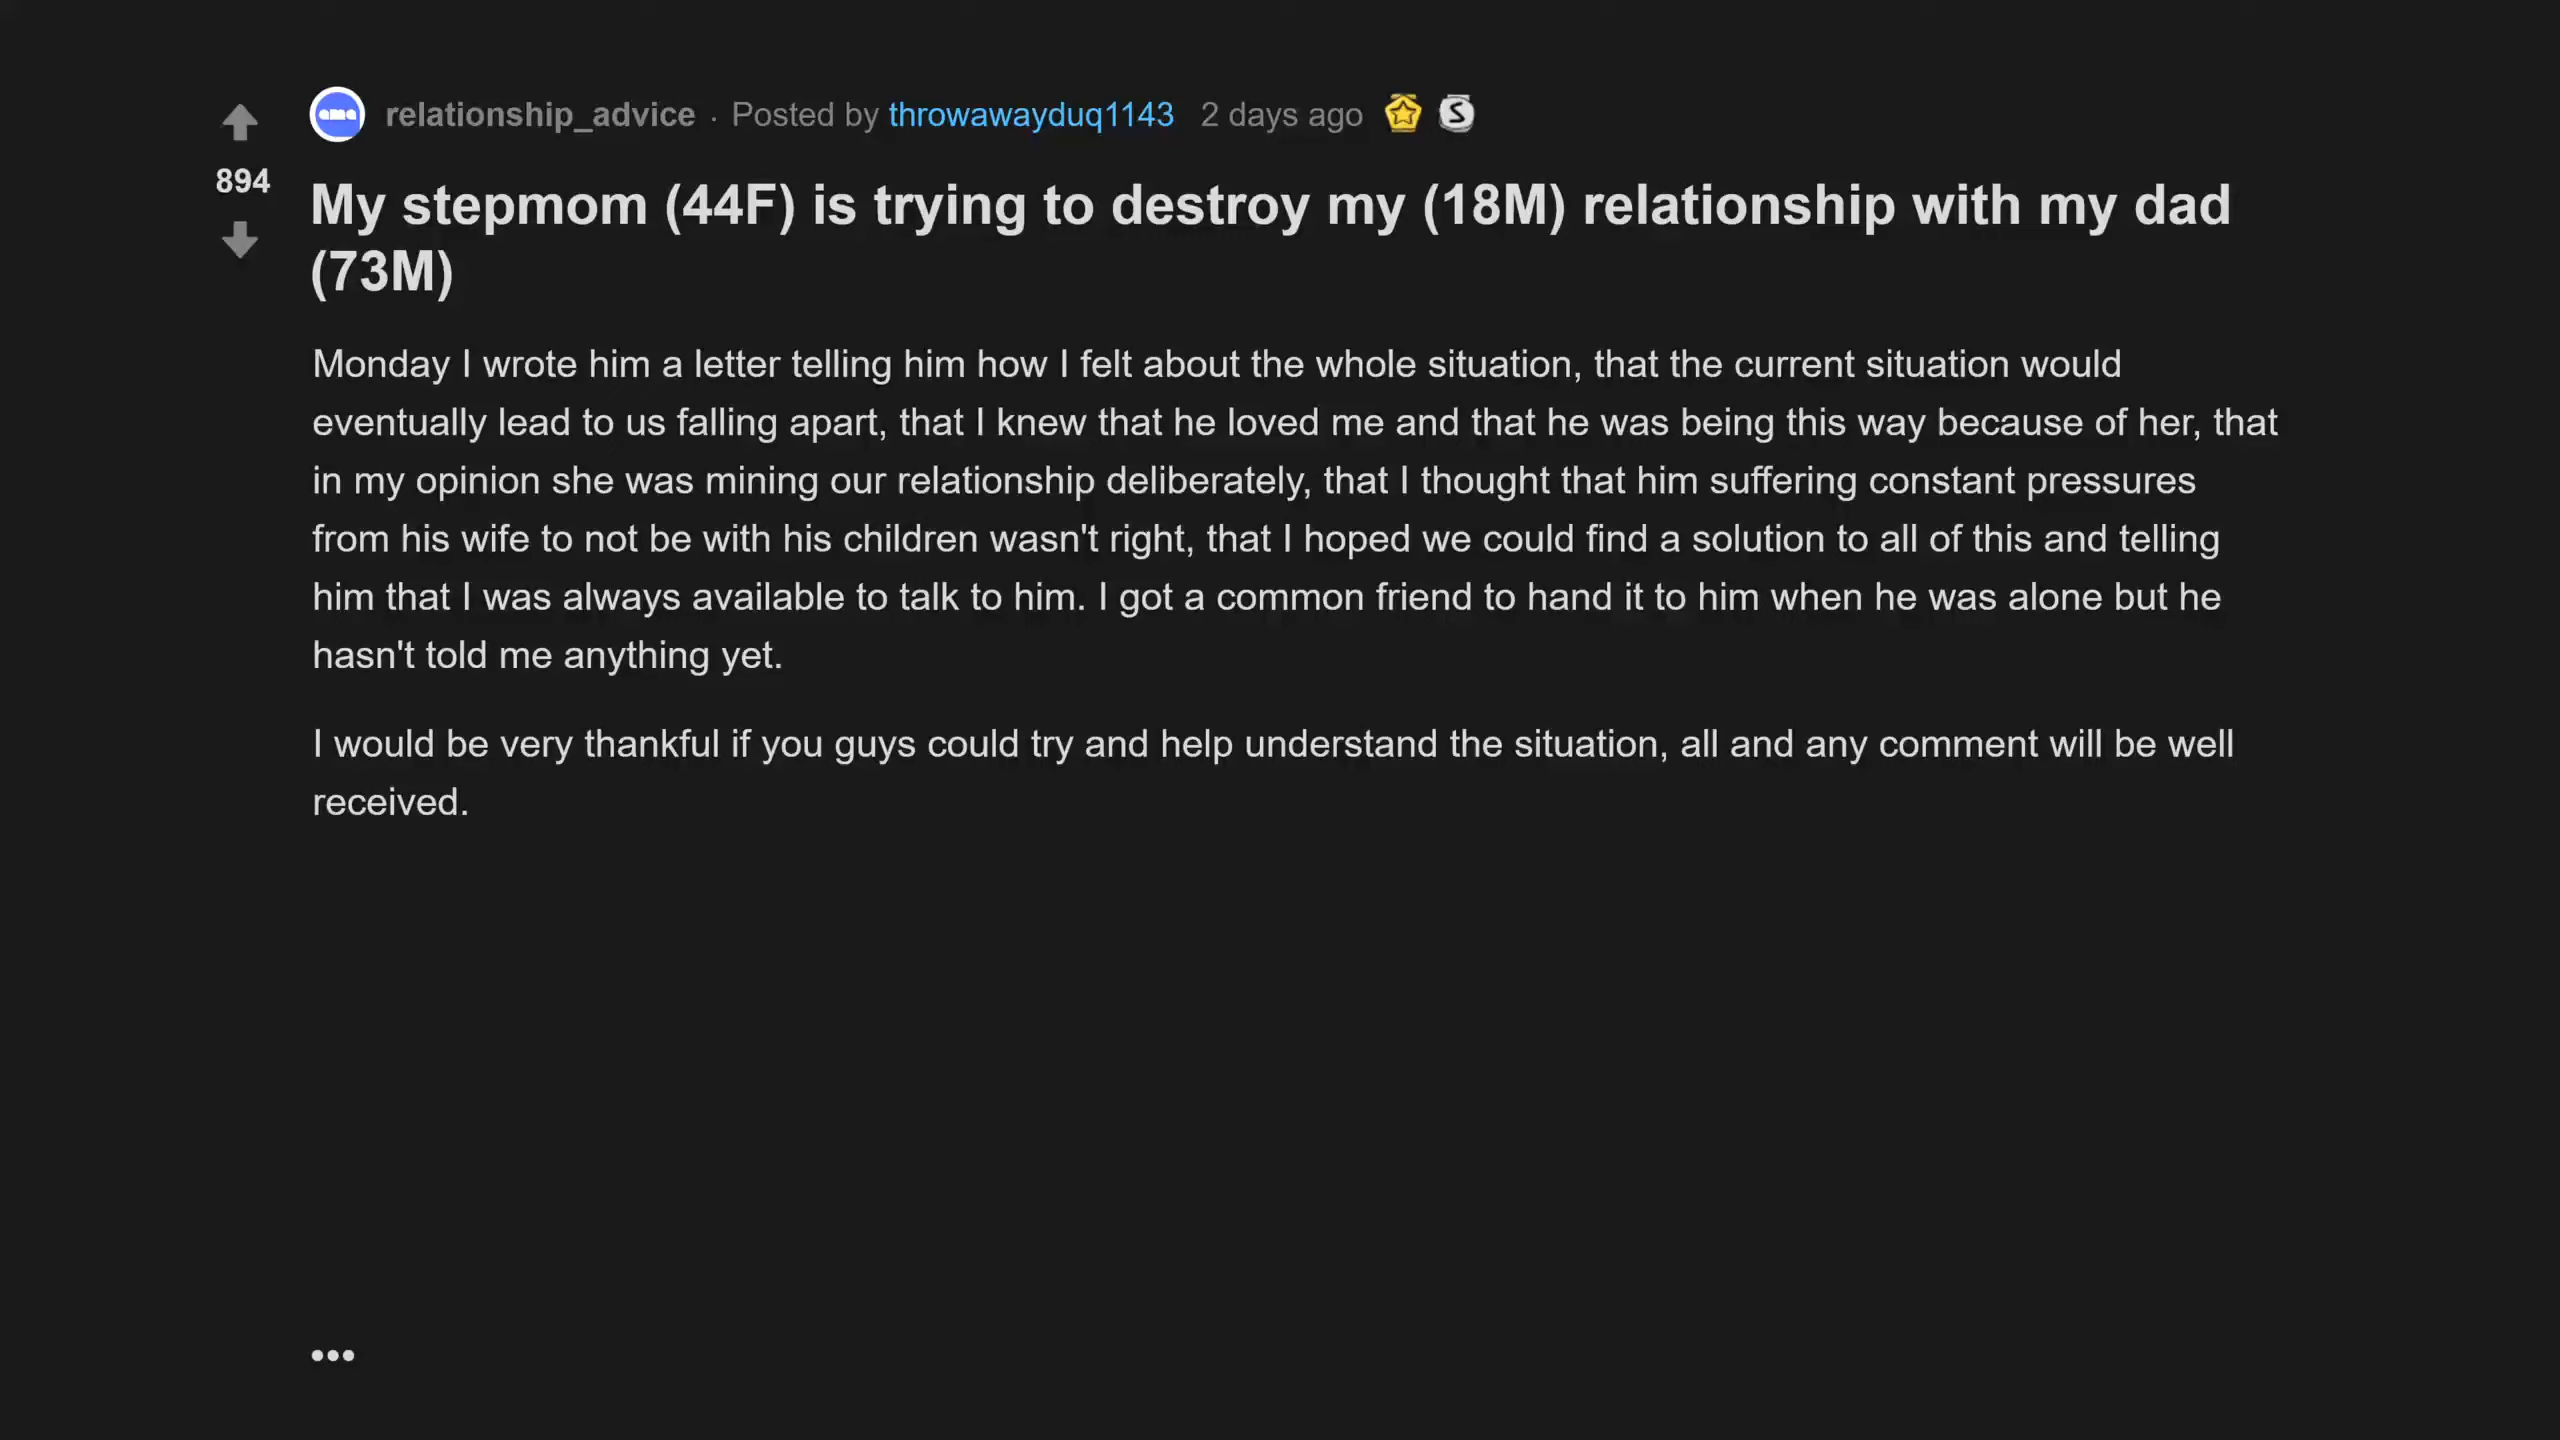 relationship_advice · Posted by throwawayduq1143 2 days ago
894
My stepmom (44F) is trying to destroy my (18M) relationship with my dad
(73M)
Monday I wrote him a letter telling him how I felt about the whole situation, that the current situation would
eventually lead to us falling apart, that I knew that he loved me and that he was being this way because of her, that
in my opinion she was mining our relationship deliberately, that I thought that him suffering constant pressures
from his wife to not be with his children wasn't right, that I hoped we could find a solution to all of this and telling
him that I was always available to talk to him. I got a common friend to hand it to him when he was alone but he
hasn't told me anything yet.
I would be very thankful if you guys could try and help understand the situation, all and any comment will be well
received.